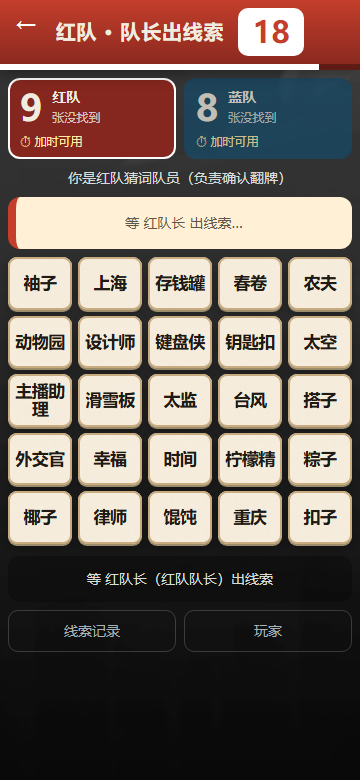 ← 红队 · 队长出线索 18
9 红队 张没找到
⏱ 加时可用
8 蓝队 张没找到
⏱ 加时可用
你是红队猜词队员（负责确认翻牌）
等 红队长 出线索...
袖子 上海 存钱罐 春卷 农夫
动物园 设计师 键盘侠 钥匙扣 太空
主播助理 滑雪板 太监 台风 搭子
外交官 幸福 时间 柠檬精 粽子
椰子 律师 馄饨 重庆 扣子
等 红队长（红队队长）出线索
线索记录 玩家